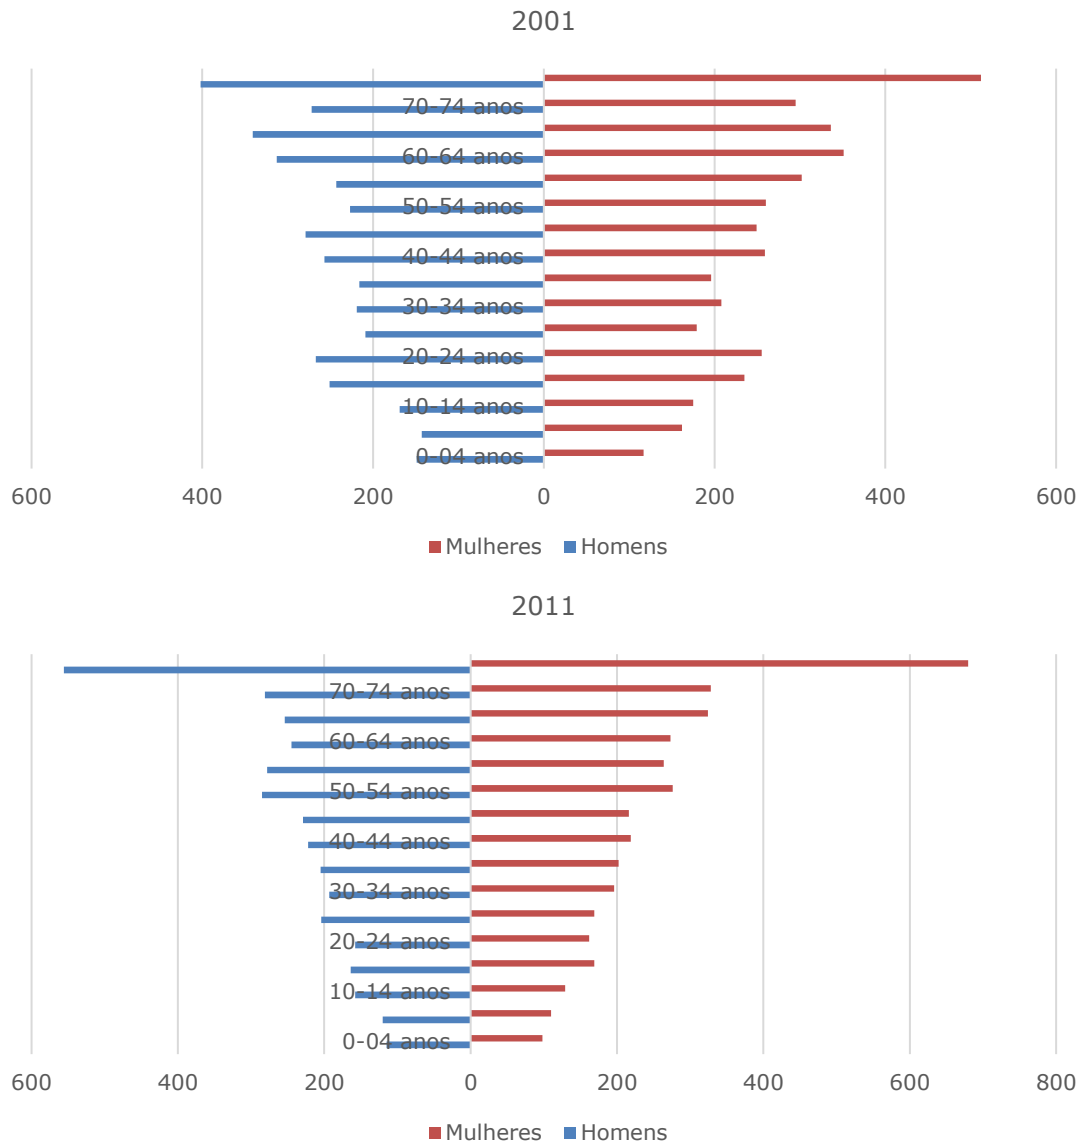 2001
70-74 anos
60-64 anos
50-54 anos
40-44 anos
30-34 anos
20-24 anos
10-14 anos
0-04 anos
600 400 200 0 200 400 600
Mulheres Homens
2011
70-74 anos
60-64 anos
50-54 anos
40-44 anos
30-34 anos
20-24 anos
10-14 anos
0-04 anos
600 400 200 0 200 400 600 800
Mulheres Homens